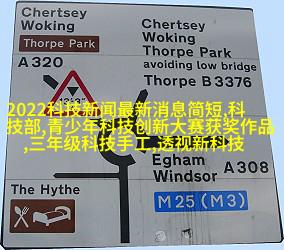 Chertsey
Woking
Thorpe Park
A320
Chertsey
Woking
Thorpe Park
avoiding low bridge
Thorpe B3376
2022科技新闻最新消息简短,科
技部,青少年科技创新大赛获奖作品
,三年级科技手工,透视新科技
Egham
Windsor A308
The Hythe
M25 (M3)